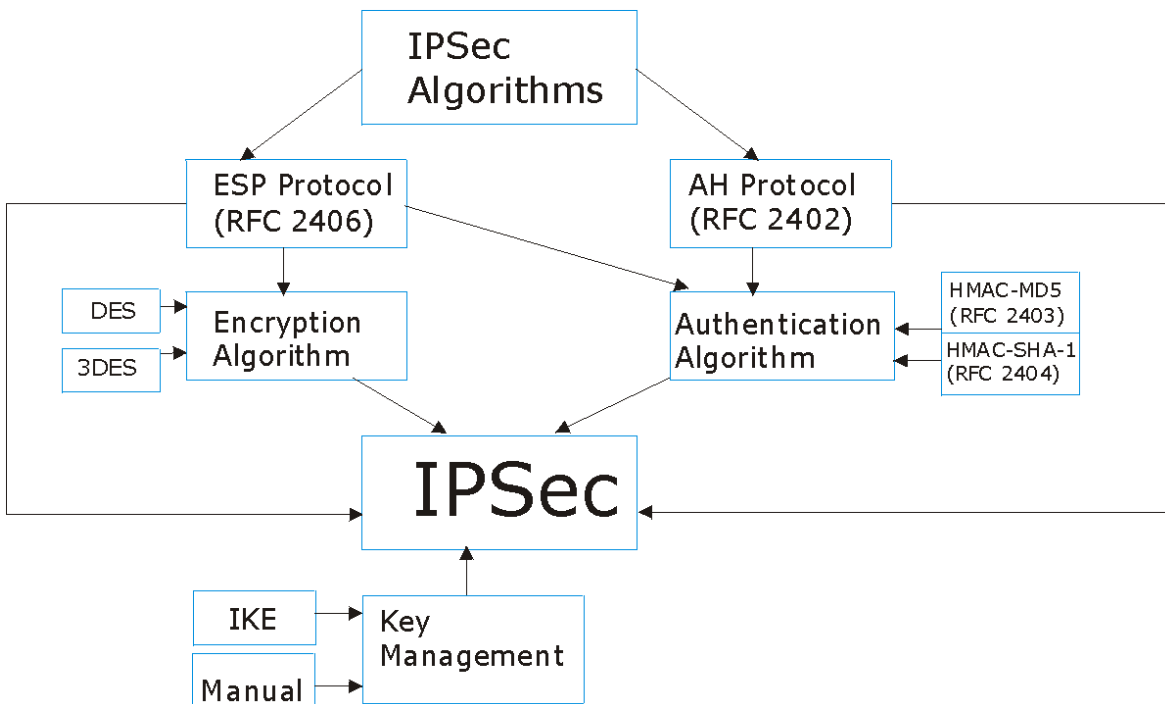 IPSec
Algorithms
ESP Protocol
(RFC 2406)
AH Protocol
(RFC 2402)
DES
3DES
Encryption
Algorithm
Authentication
Algorithm
HMAC-MD5
(RFC 2403)
HMAC-SHA-1
(RFC 2404)
IPSec
IKE
Manual
Key
Management